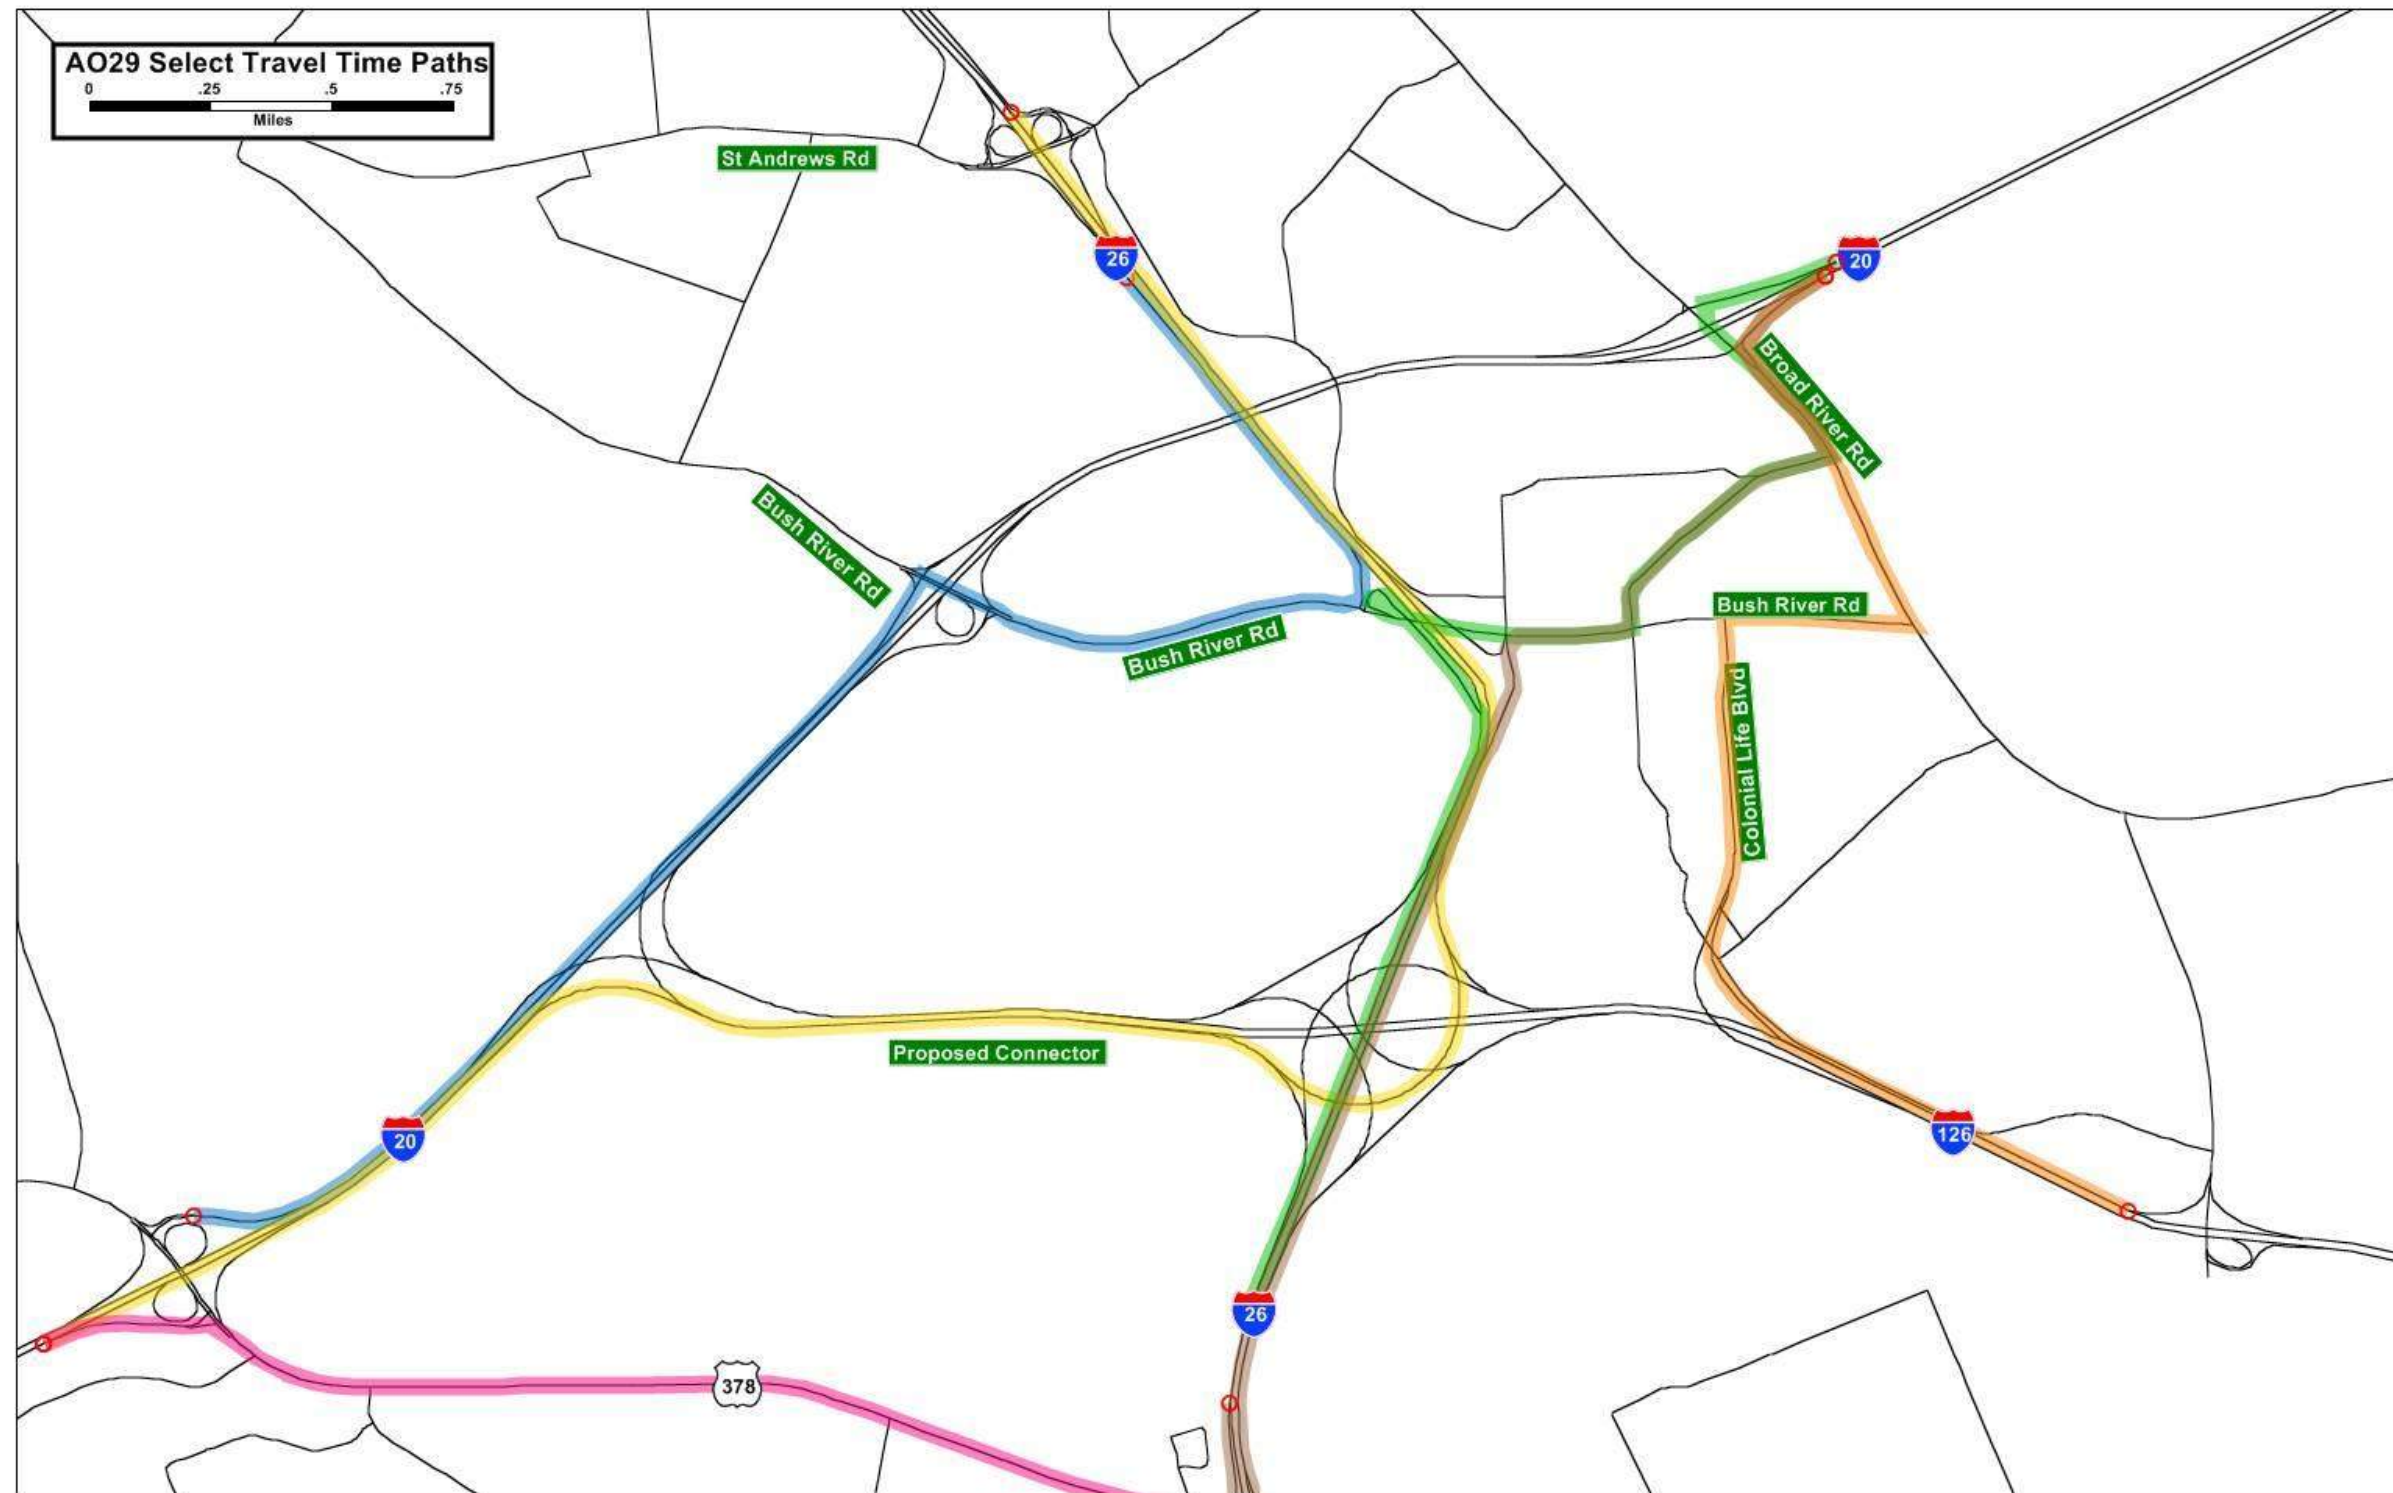 AO29 Select Travel Time Paths
0 .25 .5 .75
Miles
St Andrews Rd
26
20
Broad River Rd
Bush River Rd
Bush River Rd
Bush River Rd
Colonial Life Blvd
Proposed Connector
20
126
26
378